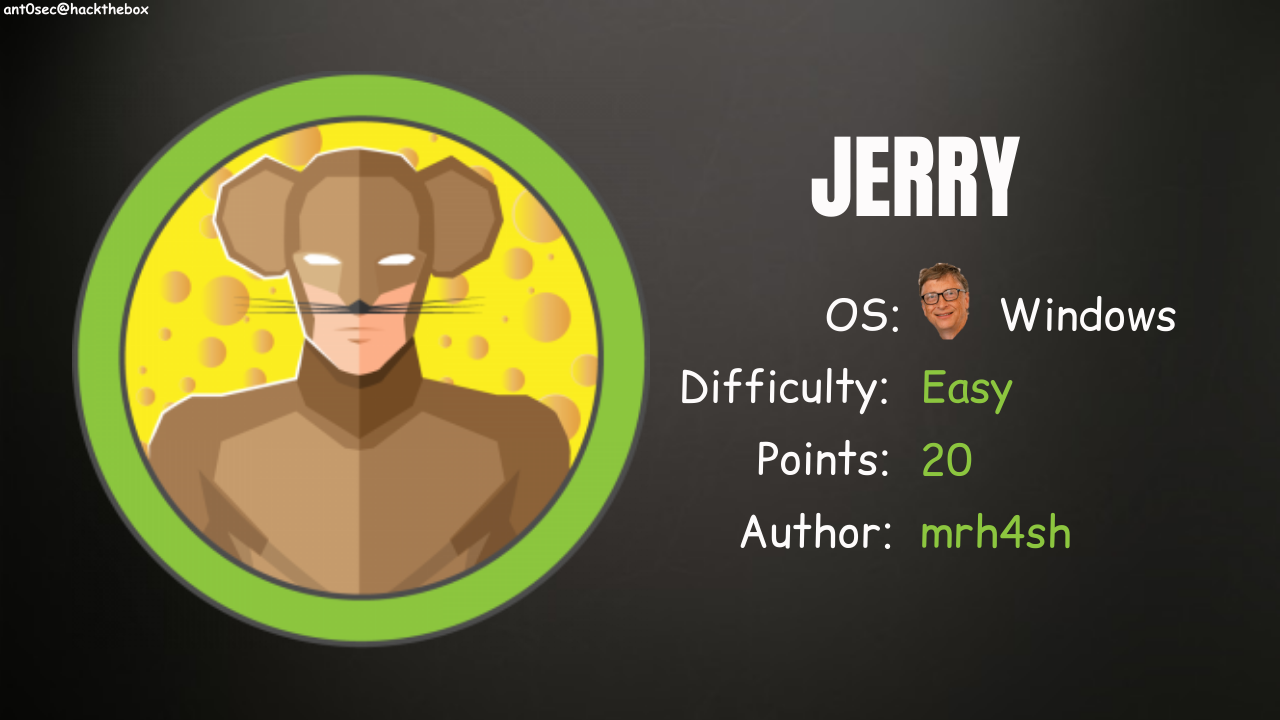 ant0sec@hackthebox
JERRY
OS: Windows
Difficulty: Easy
Points: 20
Author: mrh4sh